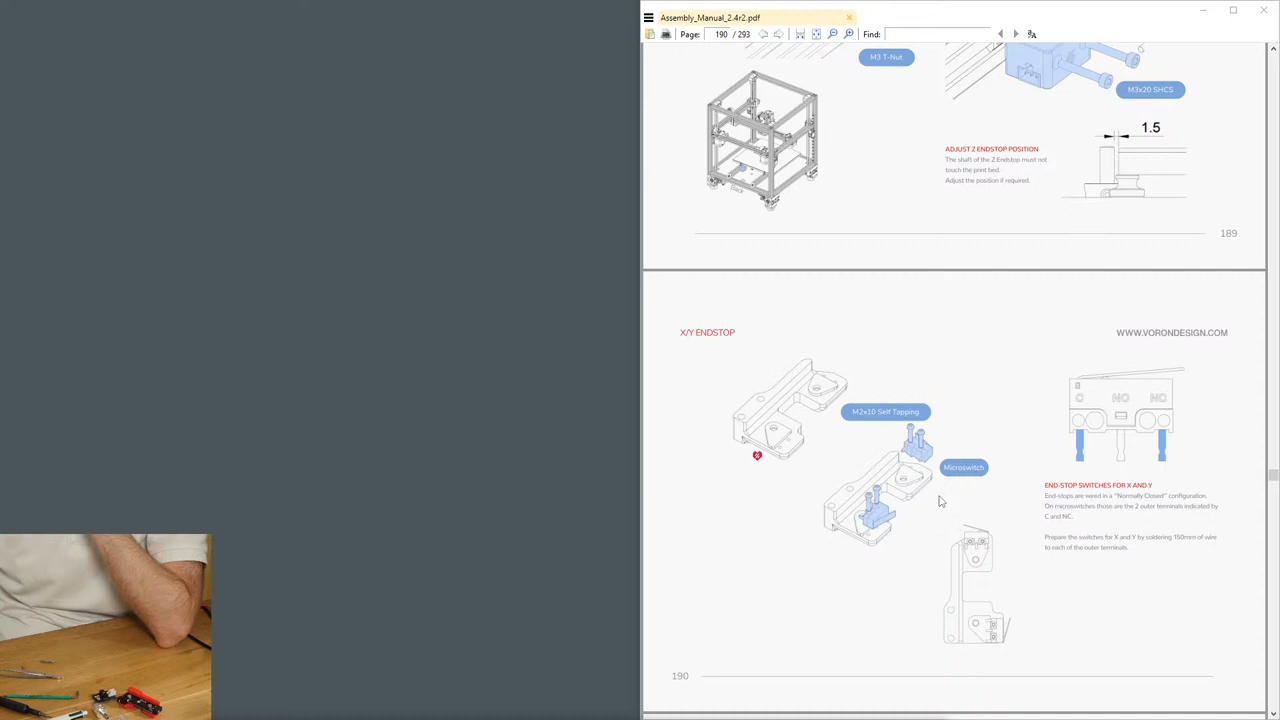 Assembly_Manual_2.4r2.pdf
Page: 190 / 293
Find:
M3 T-Nut
M3x20 SHCS
1.5
ADJUST Z ENDSTOP POSITION
The shaft of the Z Endstop must not
touch the print bed.
Adjust the position if required.
189
X/Y ENDSTOP
WWW.VORONDESIGN.COM
M2x10 Self Tapping
Microswitch
C NO NC
END-STOP SWITCHES FOR X AND Y
End-stops are wired in a "Normally Closed" configuration.
On microswitches those are the 2 outer terminals indicated by
C and NC.
Prepare the switches for X and Y by soldering 150mm of wire
to each of the outer terminals.
190